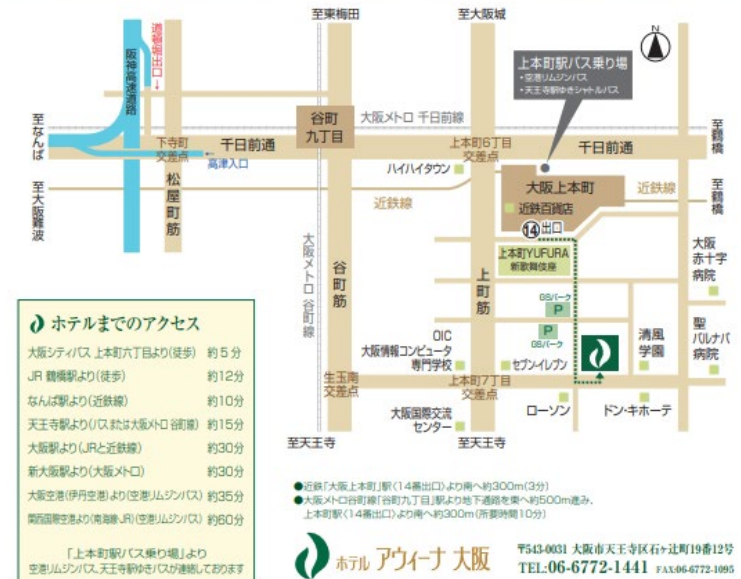 至東梅田
至大阪城
N
道頓堀出口→
阪神高速道路
上本町駅バス乗り場
・空港リムジンバス
・天王寺駅ゆきシャトルバス
谷町
九丁目
大阪メトロ 千日前線
至なんば
下寺町
交差点
千日前通
上本町6丁目
交差点
千日前通
至鶴橋
←
高津入口
ハイハイタウン
至大阪難波
松屋町筋
近鉄線
大阪上本町
近鉄百貨店
近鉄線
至鶴橋
⑭出口
大阪メトロ 谷町線
谷町筋
上町筋
上本町YUFURA
新歌舞伎座
大阪
赤十字
病院
GSパーク
P
P
GSパーク
OIC
大阪情報コンピュータ
専門学校
セブン-イレブン
清風
学園
聖
バルナバ
病院
生玉南
交差点
上本町7丁目
交差点
大阪国際交流
センター
ローソン
ドン・キホーテ
至天王寺
至天王寺
ホテルまでのアクセス
大阪シティバス 上本町六丁目より(徒歩) 約5分
JR 鶴橋駅より(徒歩) 約12分
なんば駅より(近鉄線) 約10分
天王寺駅より(バスまたは大阪メトロ 谷町線) 約15分
大阪駅より(JRと近鉄線) 約30分
新大阪駅より(大阪メトロ) 約30分
大阪空港(伊丹空港)より(空港リムジンバス) 約35分
関西国際空港より(南海線・JR)(空港リムジンバス) 約60分
「上本町駅バス乗り場」より
空港リムジンバス、天王寺駅ゆきバスが連絡しております
●近鉄「大阪上本町」駅〈14番出口〉より南へ約300m(3分)
●大阪メトロ谷町線「谷町九丁目」駅より地下通路を東へ約500m進み、
上本町駅〈14番出口〉より南へ約300m(所要時間10分)
ホテル アウィーナ 大阪
〒543-0031 大阪市天王寺区石ヶ辻町19番12号
TEL:06-6772-1441 FAX:06-6772-1095